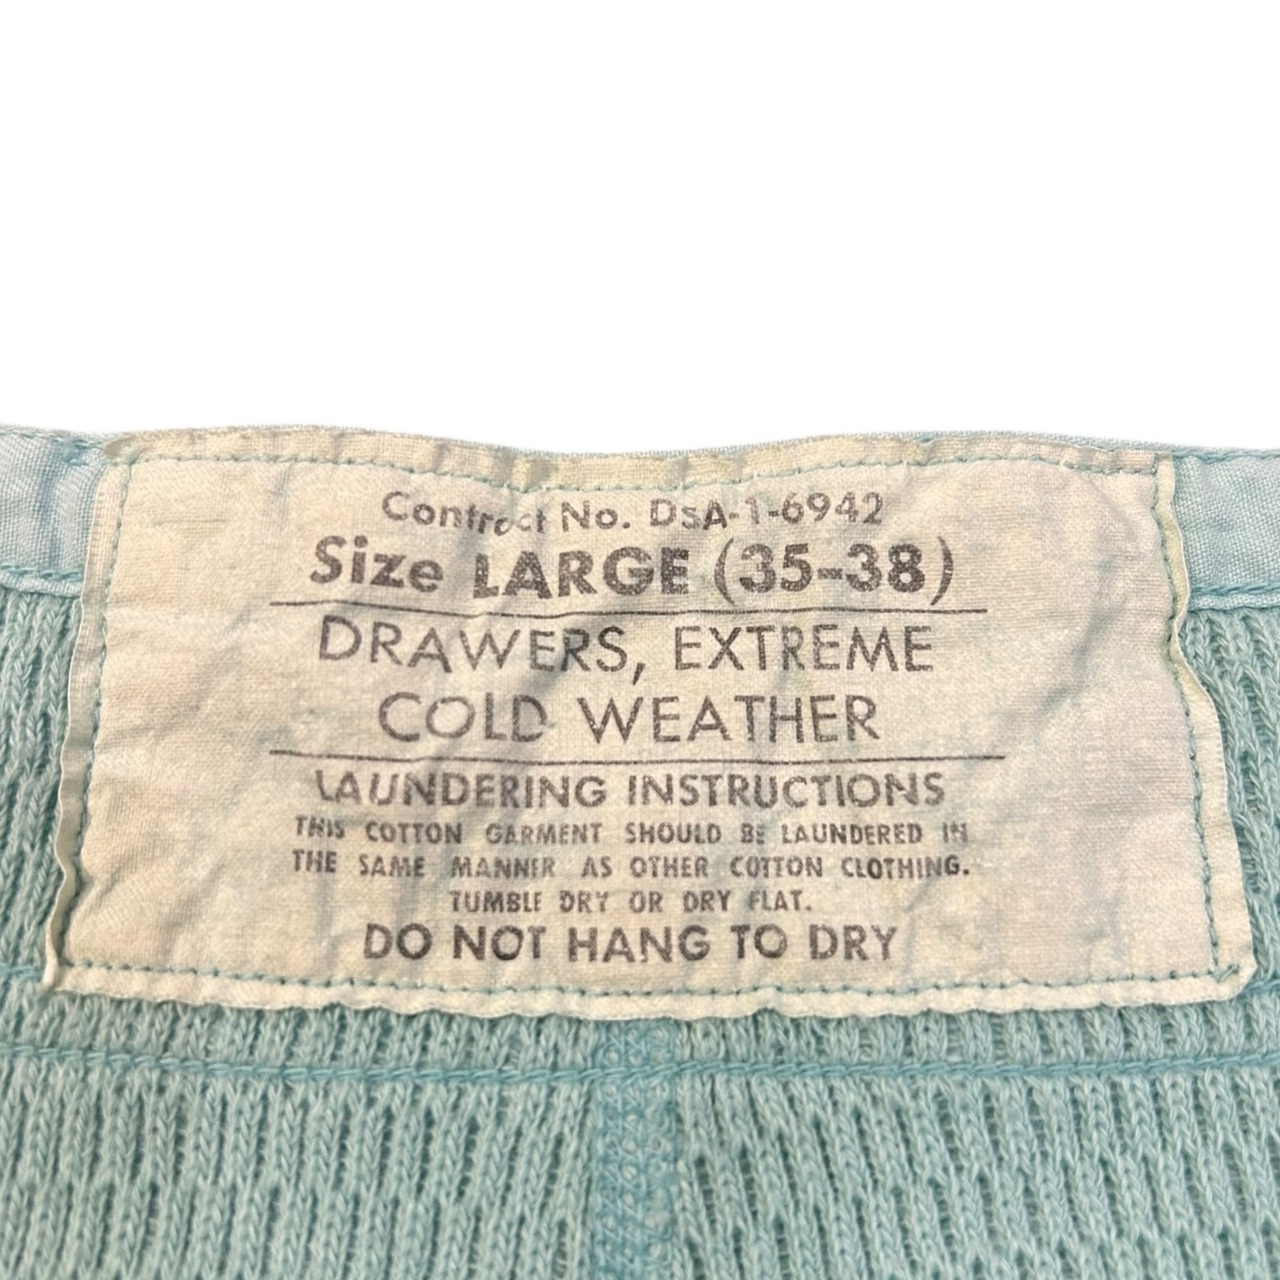 Contract No. DsA-1-6942
Size LARGE (35-38)
DRAWERS, EXTREME
COLD WEATHER
LAUNDERING INSTRUCTIONS
THIS COTTON GARMENT SHOULD BE LAUNDERED IN
THE SAME MANNER AS OTHER COTTON CLOTHING.
TUMBLE DRY OR DRY FLAT.
DO NOT HANG TO DRY